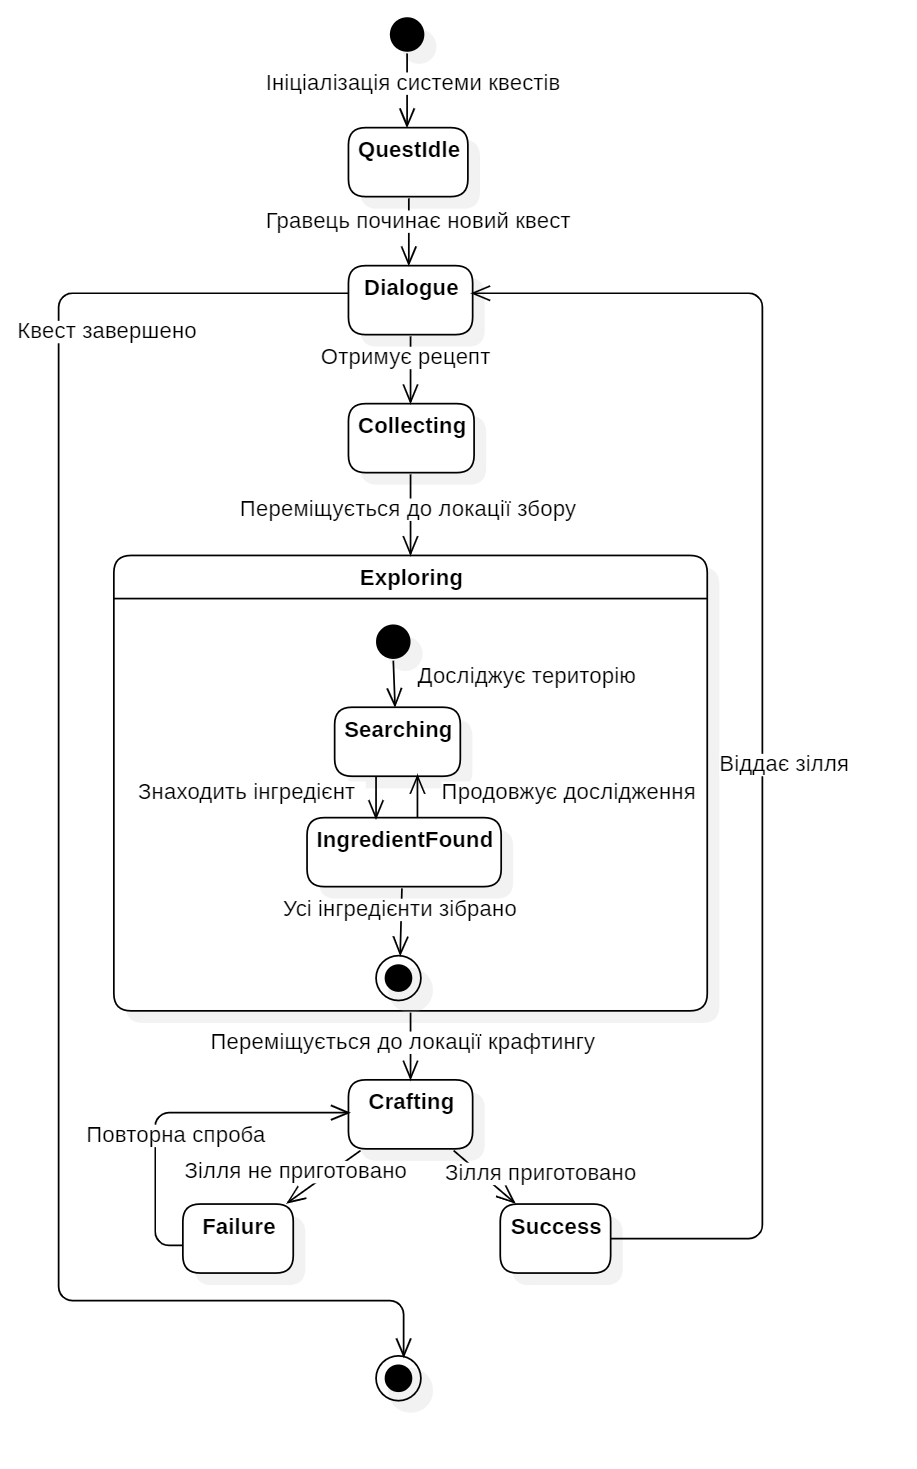 Ініціалізація системи квестів
QuestIdle
Гравець починає новий квест
Dialogue
Квест завершено
Отримує рецепт
Collecting
Переміщується до локації збору
Exploring
Досліджує територію
Searching
Віддає зілля
Знаходить інгредієнт
Продовжує дослідження
IngredientFound
Усі інгредієнти зібрано
Переміщується до локації крафтингу
Crafting
Повторна спроба
Зілля не приготовано
Зілля приготовано
Failure
Success